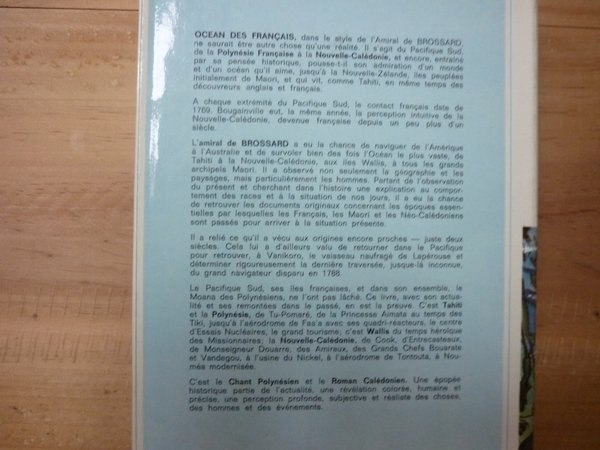 OCEAN DES FRANÇAIS, dans le style de l'Amiral de BROSSARD,
ne saurait être autre chose qu'une réalité. Il s'agit du Pacifique Sud,
de la Polynésie Française à la Nouvelle-Calédonie, et encore, entraîné
par sa pensée historique, pousse-t-il son admiration d'un monde
et d'un océan qu'il aime, jusqu'à la Nouvelle-Zélande, îles peuplées
initialement de Maori, et qui vit, comme Tahiti, en même temps des
découvreurs anglais et français.
A chaque extrémité du Pacifique Sud, le contact français date de
1769. Bougainville eut, la même année, la perception intuitive de la
Nouvelle-Calédonie, devenue française depuis un peu plus d'un
siècle.
L'amiral de BROSSARD a eu la chance de naviguer de l'Amérique
à l'Australie et de survoler bien des fois l'Océan le plus vaste, de
Tahiti à la Nouvelle-Calédonie, aux îles Wallis, à tous les grands
archipels Maori. Il a observé non seulement la géographie et les
paysages, mais particulièrement les hommes. Partant de l'observation
du présent et cherchant dans l'histoire une explication au compor-
tement des races et à la situation de nos jours, il a eu la chance
de retrouver les documents originaux concernant les époques essen-
tielles par lesquelles les Français, les Maori et les Néo-Calédoniens
sont passés pour arriver à la situation présente.
Il a relié ce qu'il a vécu aux origines encore proches — juste deux
siècles. Cela lui a d'ailleurs valu de retourner dans le Pacifique
pour retrouver, à Vanikoro, le vaisseau naufragé de Lapérouse et
déterminer rigoureusement la dernière traversée, jusque-là inconnue,
du grand navigateur disparu en 1788.
Le Pacifique Sud, ses îles françaises, et dans son ensemble, le
Moana des Polynésiens, ne l'ont pas lâché. Ce livre, avec son actua-
lité et ses remontées dans le passé, en est la preuve. C'est Tahiti
et la Polynésie, de Tu-Pomaré, de la Princesse Aimata au temps des
Tiki, jusqu'à l'aérodrome de Faa'a avec ses quadri-réacteurs, le centre
d'Essais Nucléaires, le grand tourisme; c'est Wallis du temps héroïque
des Missionnaires; la Nouvelle-Calédonie, de Cook, d'Entrecasteaux,
de Monseigneur Douarre, des Amiraux, des Grands Chefs Bouarate
et Vandegou, à l'usine du Nickel, à l'aérodrome de Tontouta, à Nou-
méa modernisée.
C'est le Chant Polynésien et le Roman Calédonien. Une épopée
historique partie de l'actualité, une révélation colorée, humaine et
précise, une perception profonde, subjective et réaliste des choses,
des hommes et des événements.